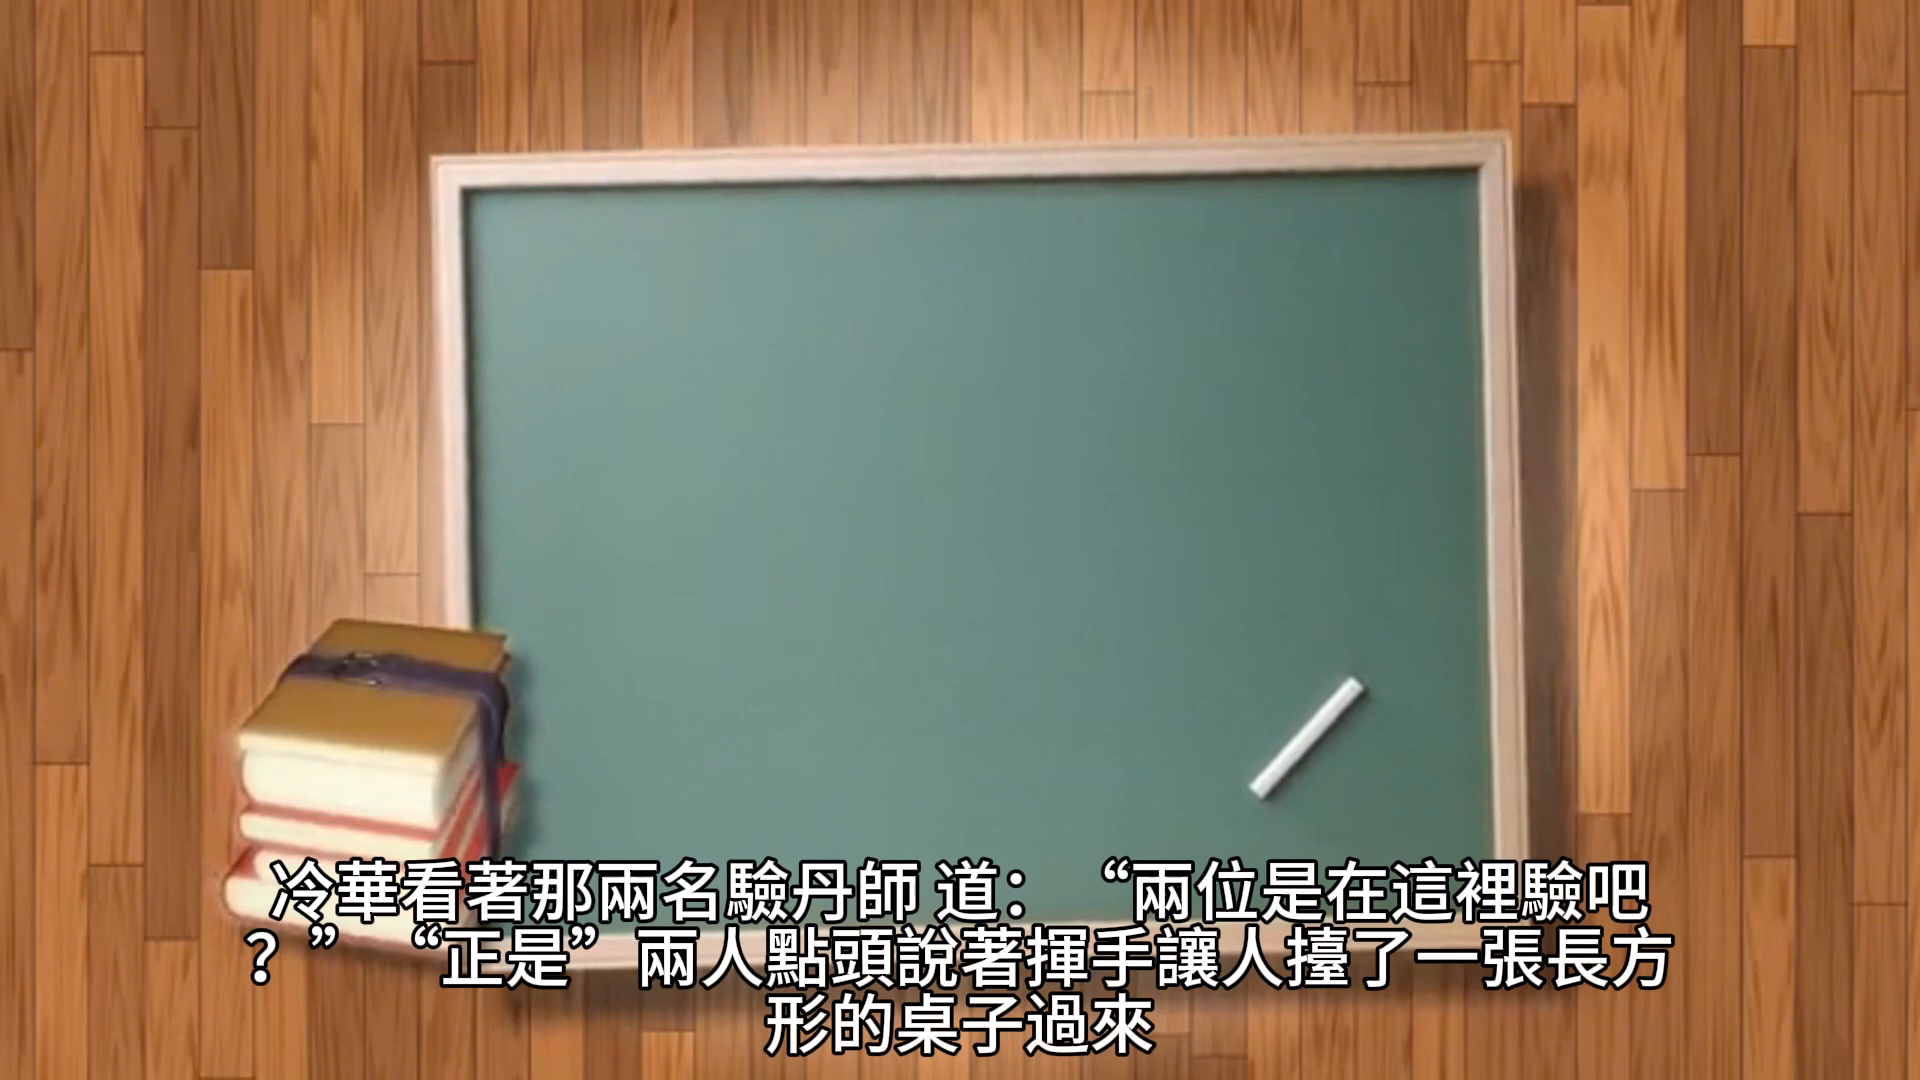 冷華看著那兩名驗丹師 道：“兩位是在這裡驗吧
？”“正是”兩人點頭說著揮手讓人擡了一張長方
形的桌子過來